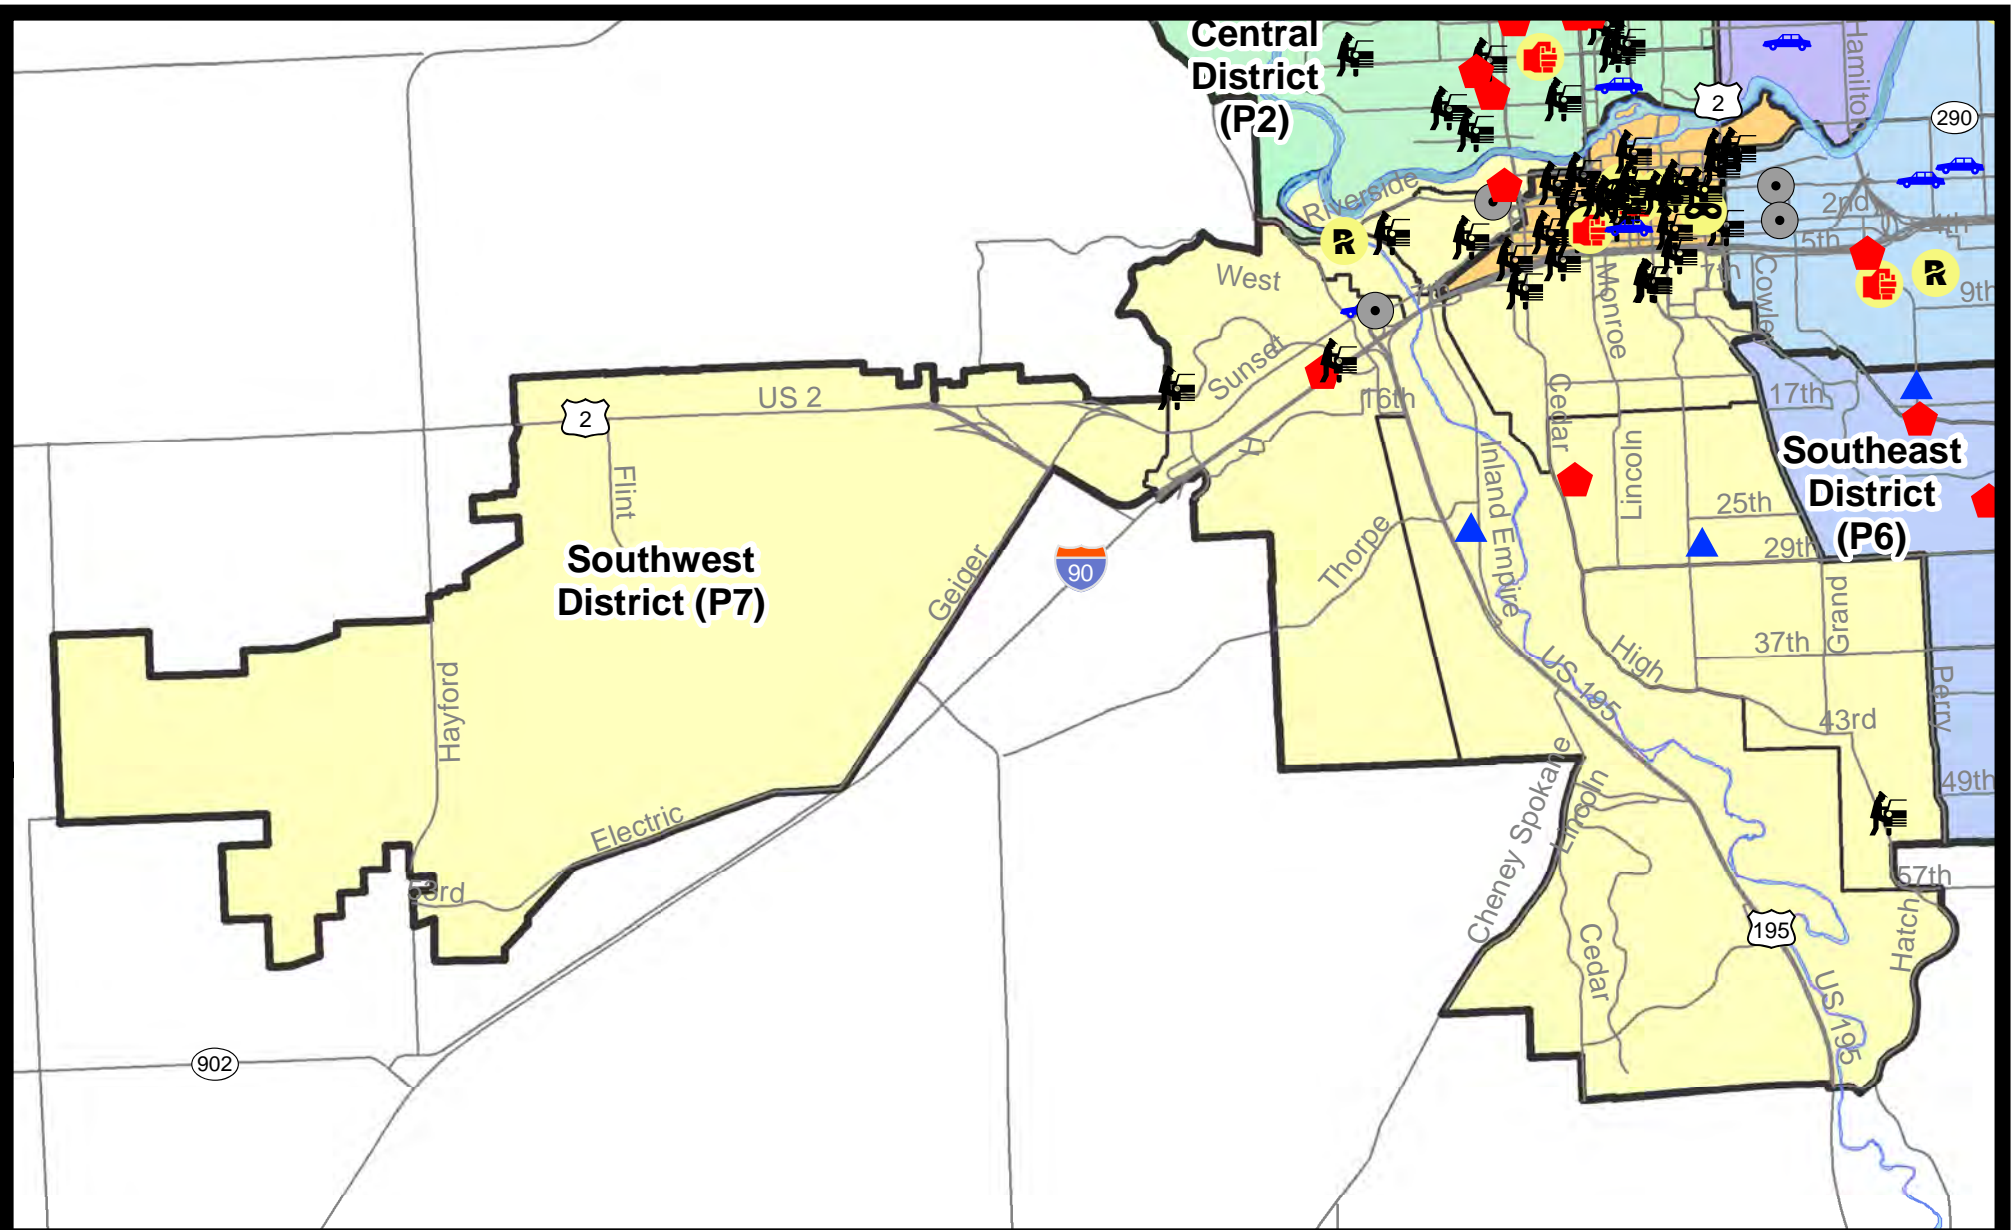 Central
District
(P2)
Hamilton
2
290
Riverside
2nd
4th
5th
7th
9th
West
Monroe
Cowley
7th
Sunset
16th
Cedar
17th
US 2
2
A
Flint
Inland Empire
Lincoln
Southeast
District
(P6)
25th
29th
Southwest
District (P7)
Thorpe
Geiger
90
Grand
37th
High
US 195
Perry
Hayford
43rd
49th
Cheney Spokane
Lincoln
Electric
53rd
57th
Hatch
195
Cedar
US 195
902
R
R